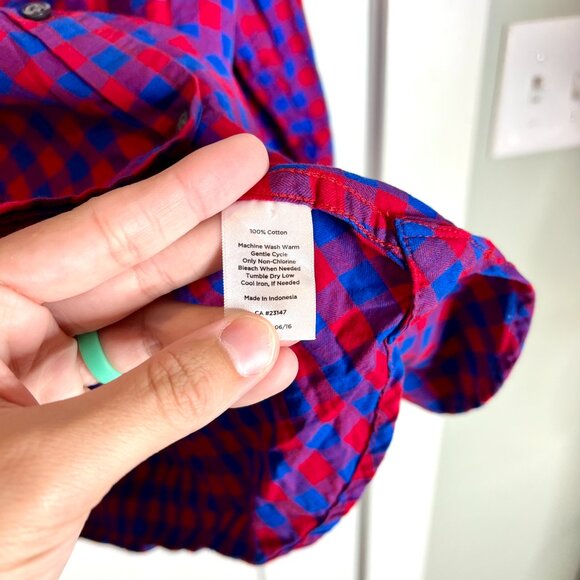 100% Cotton
Machine Wash Warm
Gentle Cycle
Only Non-Chlorine
Bleach When Needed
Tumble Dry Low
Cool Iron, If Needed
Made in Indonesia
CA #23147
06/16